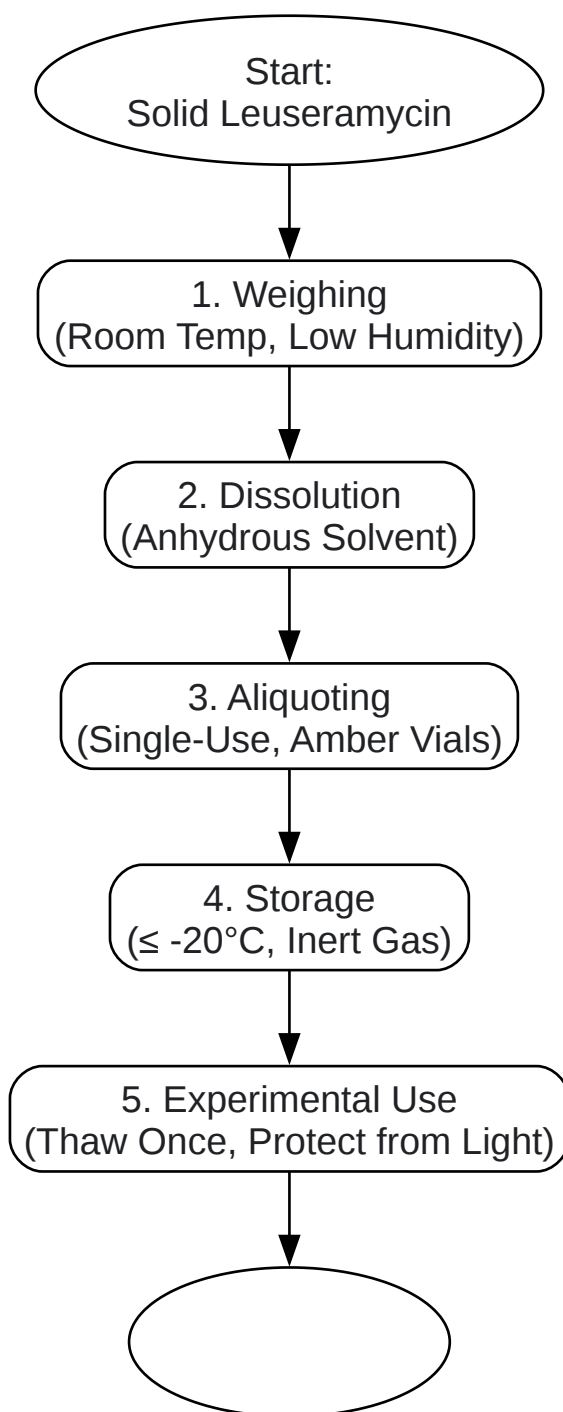 Start:
Solid Leuseramycin
1. Weighing
(Room Temp, Low Humidity)
2. Dissolution
(Anhydrous Solvent)
3. Aliquoting
(Single-Use, Amber Vials)
4. Storage
(≤ -20°C, Inert Gas)
5. Experimental Use
(Thaw Once, Protect from Light)